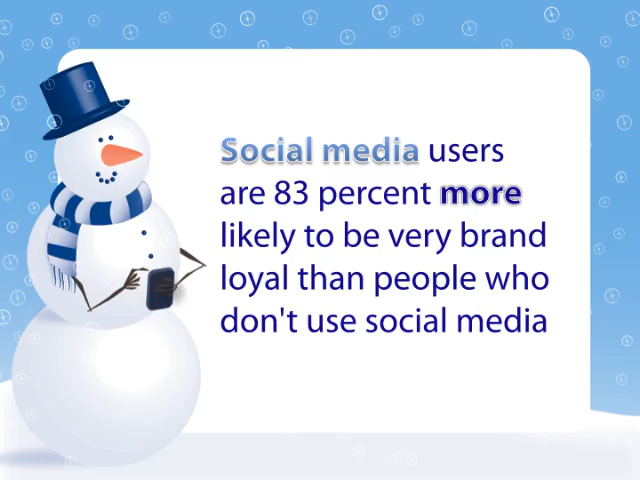 Social media users
are 83 percent more
likely to be very brand
loyal than people who
don't use social media